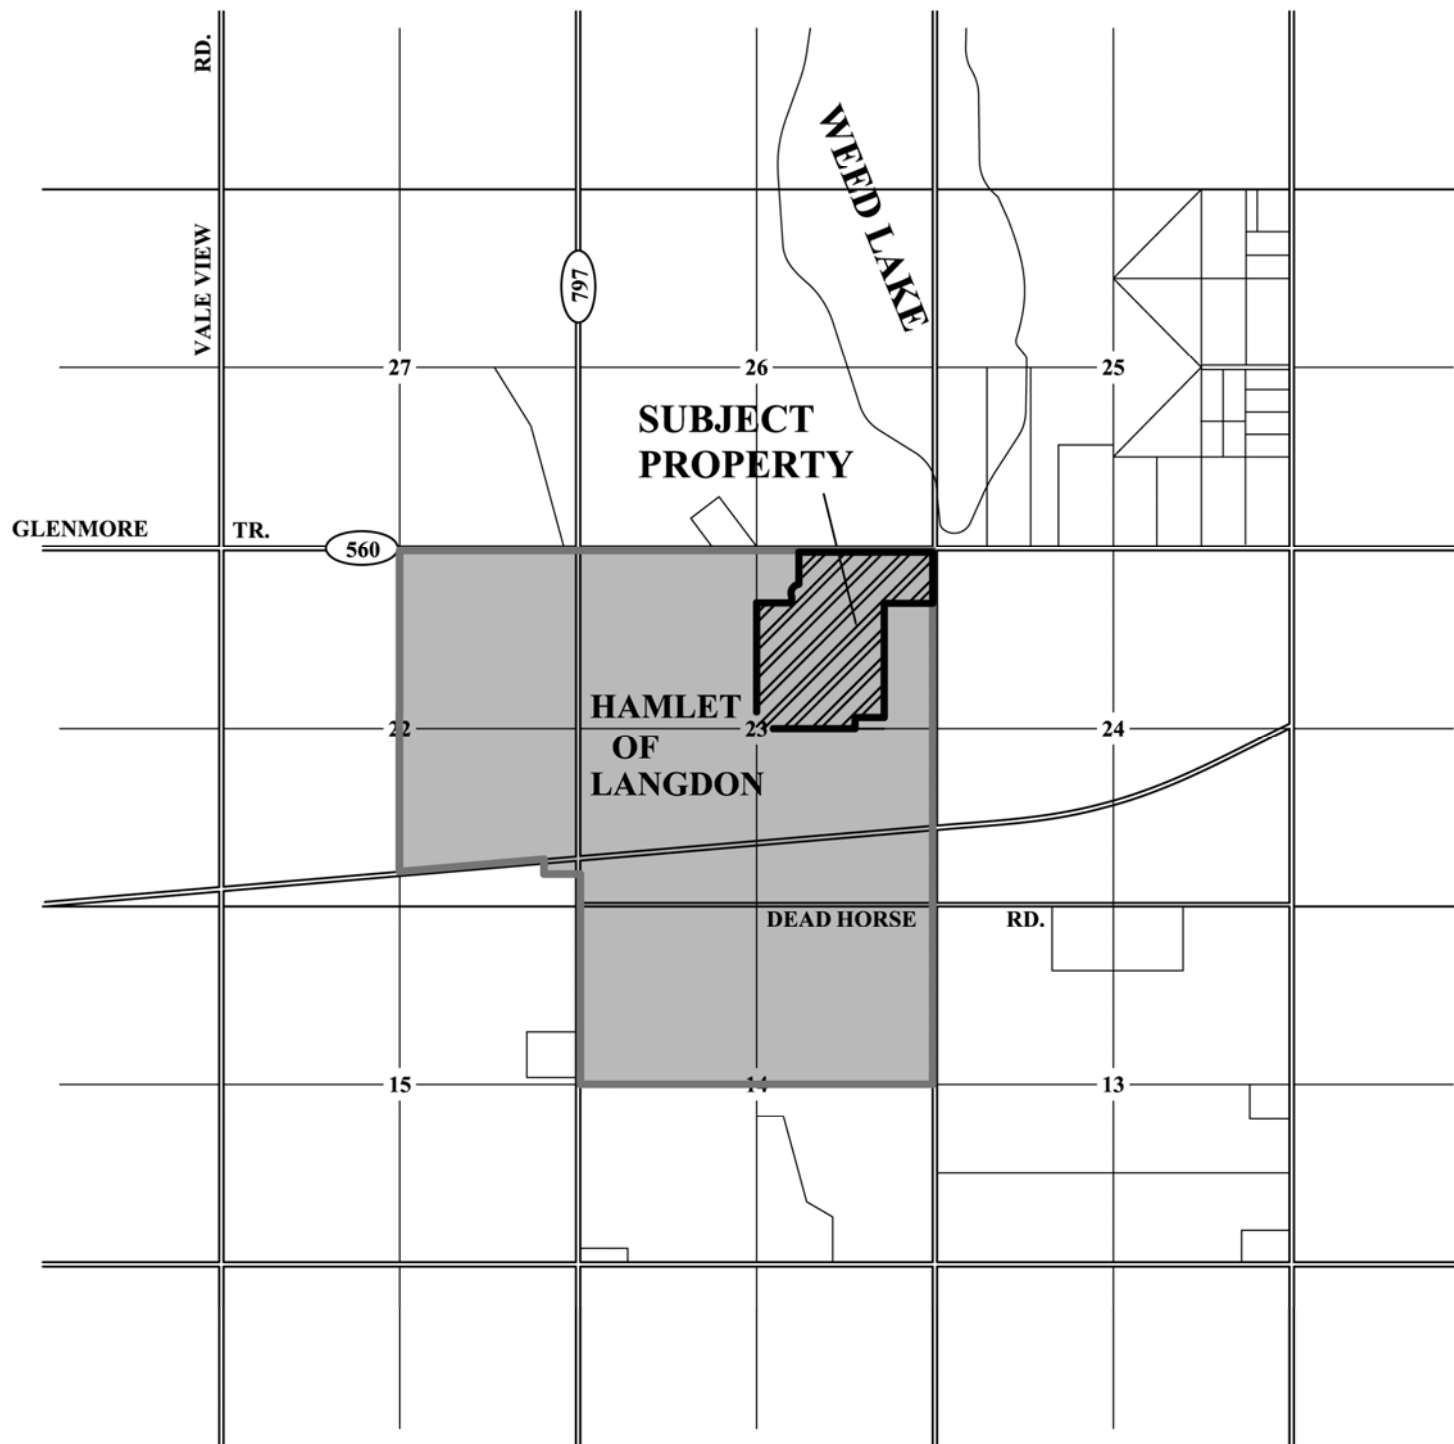 RD.
WEED LAKE
VALE VIEW
797
27
26
25
SUBJECT
PROPERTY
GLENMORE TR.
560
HAMLET
OF
LANGDON
22
23
24
DEAD HORSE RD.
15
14
13